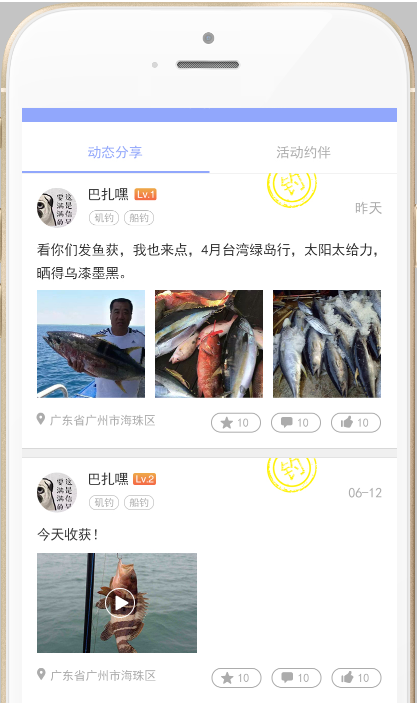 动态分享
活动约伴
巴扎嘿 Lv.1
矶钓 船钓
昨天
钓
看你们发鱼获，我也来点，4月台湾绿岛行，太阳太给力，
晒得乌漆墨黑。
广东省广州市海珠区
10 10 10
巴扎嘿 Lv.2
矶钓 船钓
06-12
钓
今天收获！
广东省广州市海珠区
10 10 10